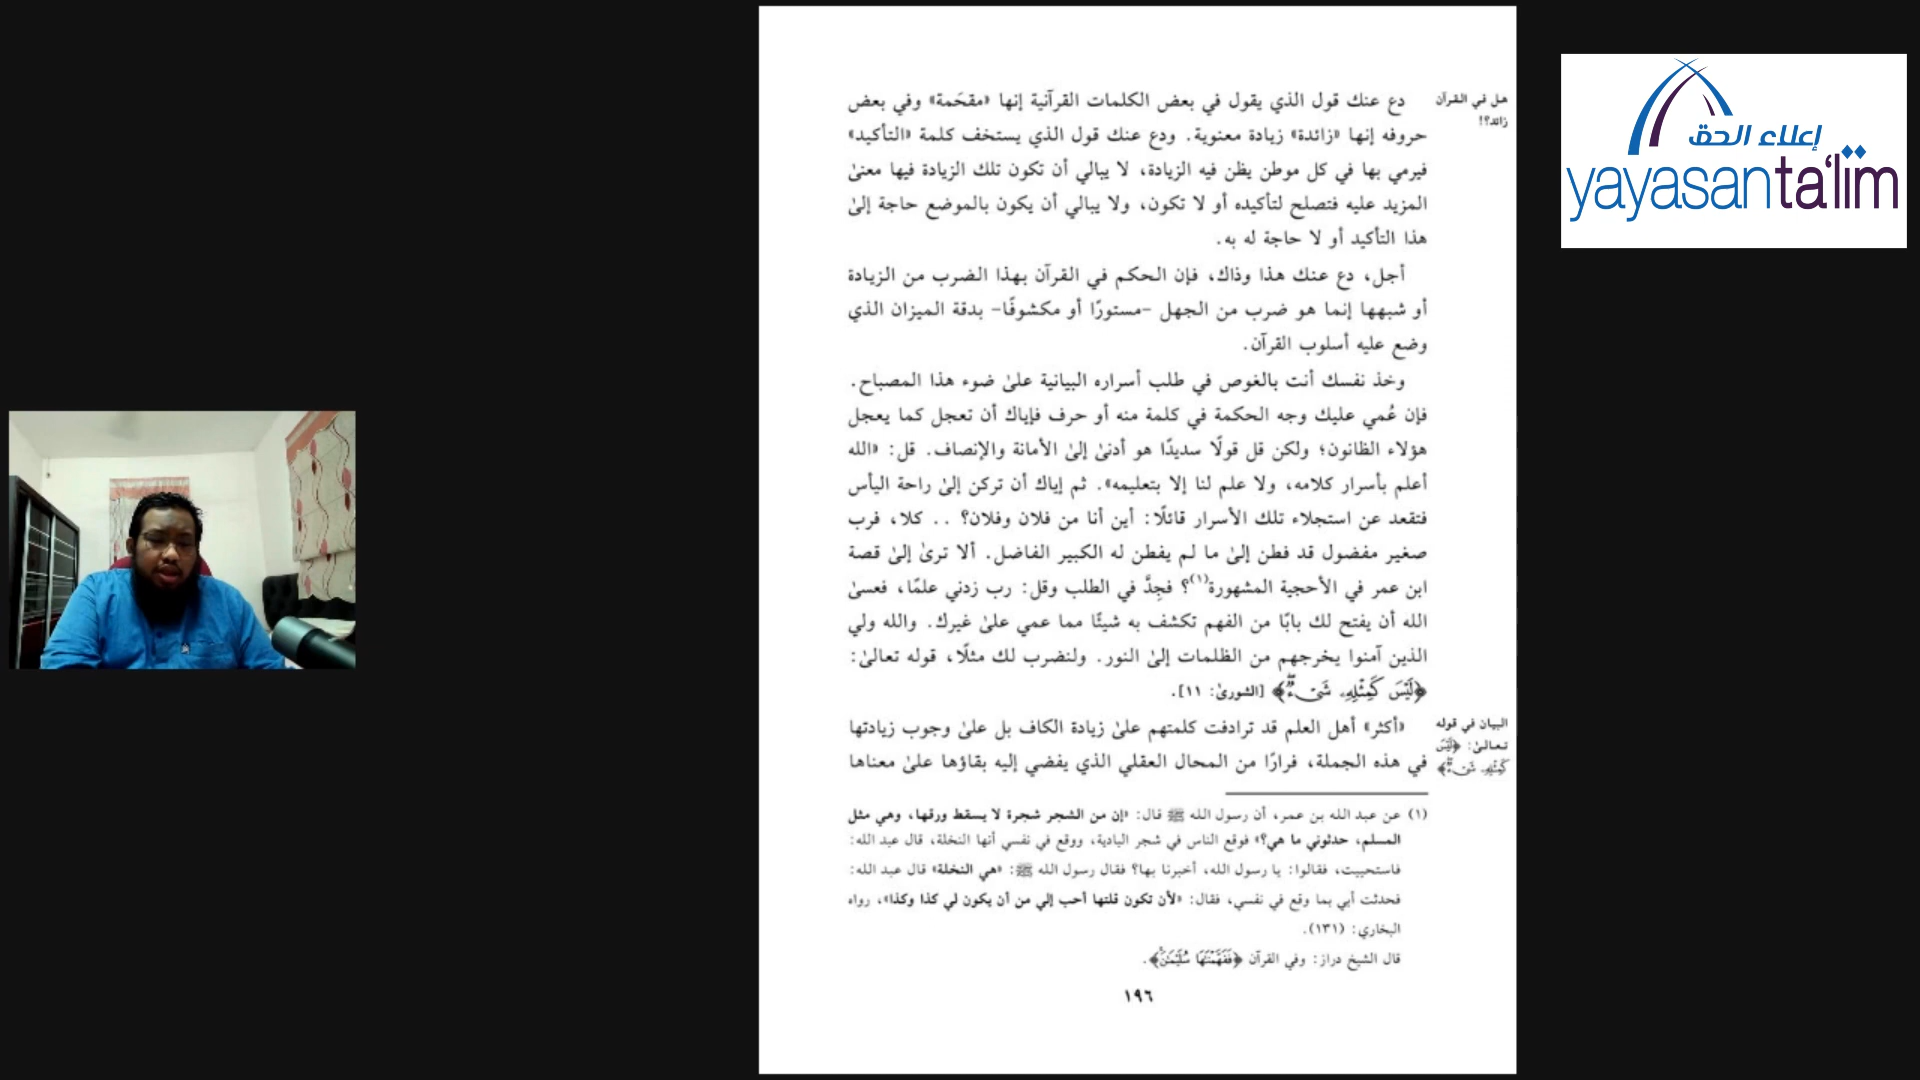 هل في القرآن
زائد؟!
دع عنك قول الذي يقول في بعض الكلمات القرآنية إنها «مقحَمة» وفي بعض
حروفه إنها «زائدة» زيادة معنوية. ودع عنك قول الذي يستخف كلمة «التأكيد»
فيرمي بها في كل موطن يظن فيه الزيادة، لا يبالي أن تكون تلك الزيادة فيها معنىٰ
المزيد عليه فتصلح لتأكيده أو لا تكون، ولا يبالي أن يكون بالموضع حاجة إلىٰ
هذا التأكيد أو لا حاجة له به.
أجل، دع عنك هذا وذاك، فإن الحكم في القرآن بهذا الضرب من الزيادة
أو شبهها إنما هو ضرب من الجهل -مستورًا أو مكشوفًا- بدقة الميزان الذي
وضع عليه أسلوب القرآن.
وخذ نفسك أنت بالغوص في طلب أسراره البيانية علىٰ ضوء هذا المصباح.
فإن عُمي عليك وجه الحكمة في كلمة منه أو حرف فإياك أن تعجل كما يعجل
هؤلاء الظانون؛ ولكن قل قولًا سديدًا هو أدنىٰ إلىٰ الأمانة والإنصاف. قل: «الله
أعلم بأسرار كلامه، ولا علم لنا إلا بتعليمه». ثم إياك أن تركن إلىٰ راحة اليأس
فتقعد عن استجلاء تلك الأسرار قائلًا: أين أنا من فلان وفلان؟ .. كلا، فرب
صغير مفضول قد فطن إلىٰ ما لم يفطن له الكبير الفاضل. ألا ترىٰ إلىٰ قصة
ابن عمر في الأحجية المشهورة(١)؟ فجِدَّ في الطلب وقل: رب زدني علمًا، فعسىٰ
الله أن يفتح لك بابًا من الفهم تكشف به شيئًا مما عمي علىٰ غيرك. والله ولي
الذين آمنوا يخرجهم من الظلمات إلىٰ النور. ولنضرب لك مثلًا، قوله تعالىٰ:
﴿لَيْسَ كَمِثْلِهِۦ شَىْءٌ﴾ [الشورىٰ: ١١].
البيان في قوله
تعالىٰ: ﴿لَيْسَ
كَمِثْلِهِۦ شَىْءٌ﴾
«أكثر» أهل العلم قد ترادفت كلمتهم علىٰ زيادة الكاف بل علىٰ وجوب زيادتها
في هذه الجملة، فرارًا من المحال العقلي الذي يفضي إليه بقاؤها علىٰ معناها
(١) عن عبد الله بن عمر، أن رسول الله ﷺ قال: «إن من الشجر شجرة لا يسقط ورقها، وهي مثل
المسلم، حدثوني ما هي؟» فوقع الناس في شجر البادية، ووقع في نفسي أنها النخلة، قال عبد الله:
فاستحييت، فقالوا: يا رسول الله، أخبرنا بها؟ فقال رسول الله ﷺ: «هي النخلة» قال عبد الله:
فحدثت أبي بما وقع في نفسي، فقال: «لأن تكون قلتها أحب إلي من أن يكون لي كذا وكذا»، رواه
البخاري: (١٣١).
قال الشيخ دراز: وفي القرآن ﴿فَفَهَّمْنَٰهَا سُلَيْمَٰنَ﴾.
١٩٦
إعلاء الحق
yayasanta'lim